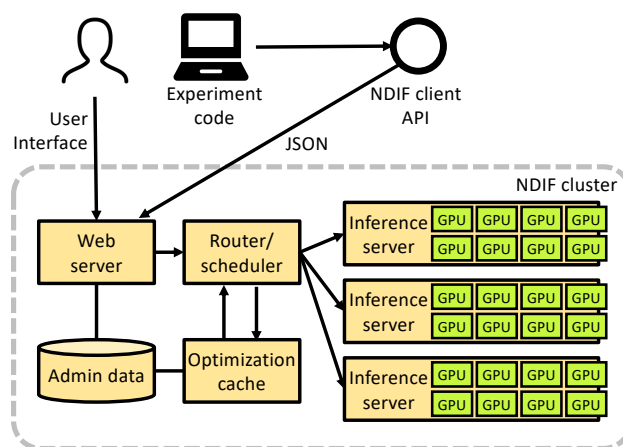 Experiment
code
NDIF client
API
User
Interface
JSON
NDIF cluster
Web
server
Router/
scheduler
Inference
server
GPU GPU GPU GPU
GPU GPU GPU GPU
Inference
server
GPU GPU GPU GPU
GPU GPU GPU GPU
Admin data
Optimization
cache
Inference
server
GPU GPU GPU GPU
GPU GPU GPU GPU